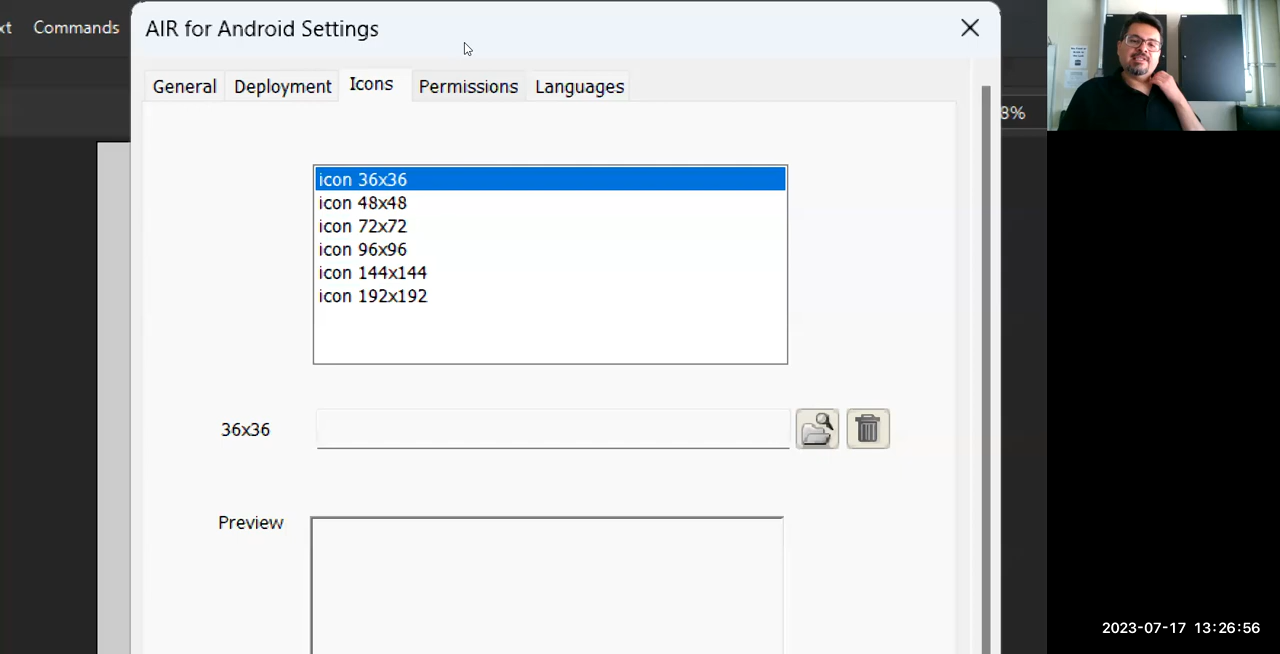 xt Commands
AIR for Android Settings
General Deployment Icons Permissions Languages
8%
icon 36x36
icon 48x48
icon 72x72
icon 96x96
icon 144x144
icon 192x192
36x36
Preview
2023-07-17 13:26:56